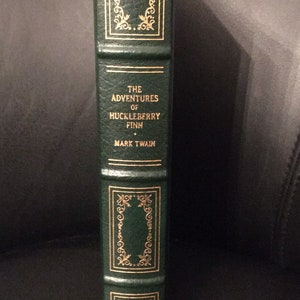 THE
ADVENTURES
OF
HUCKLEBERRY
FINN
MARK TWAIN